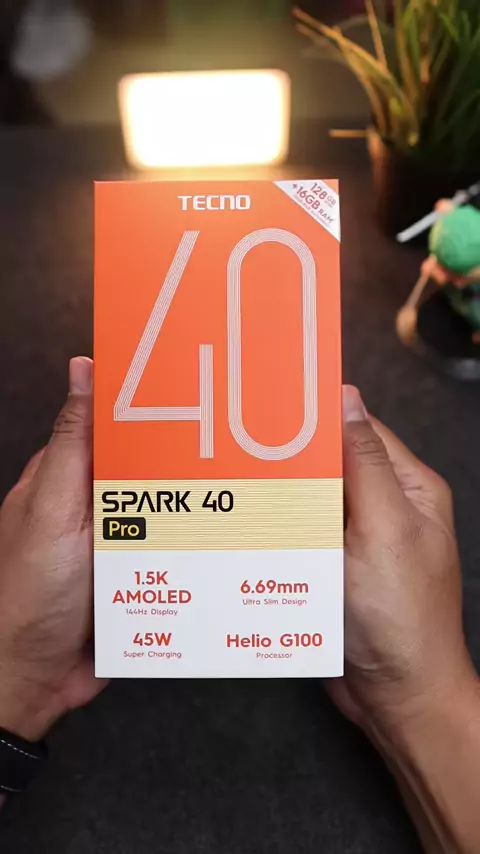 TECNO
128GB
+16GB RAM*
40
SPARK 40
Pro
1.5K
AMOLED
144Hz Display
6.69mm
Ultra Slim Design
45W
Super Charging
Helio G100
Processor